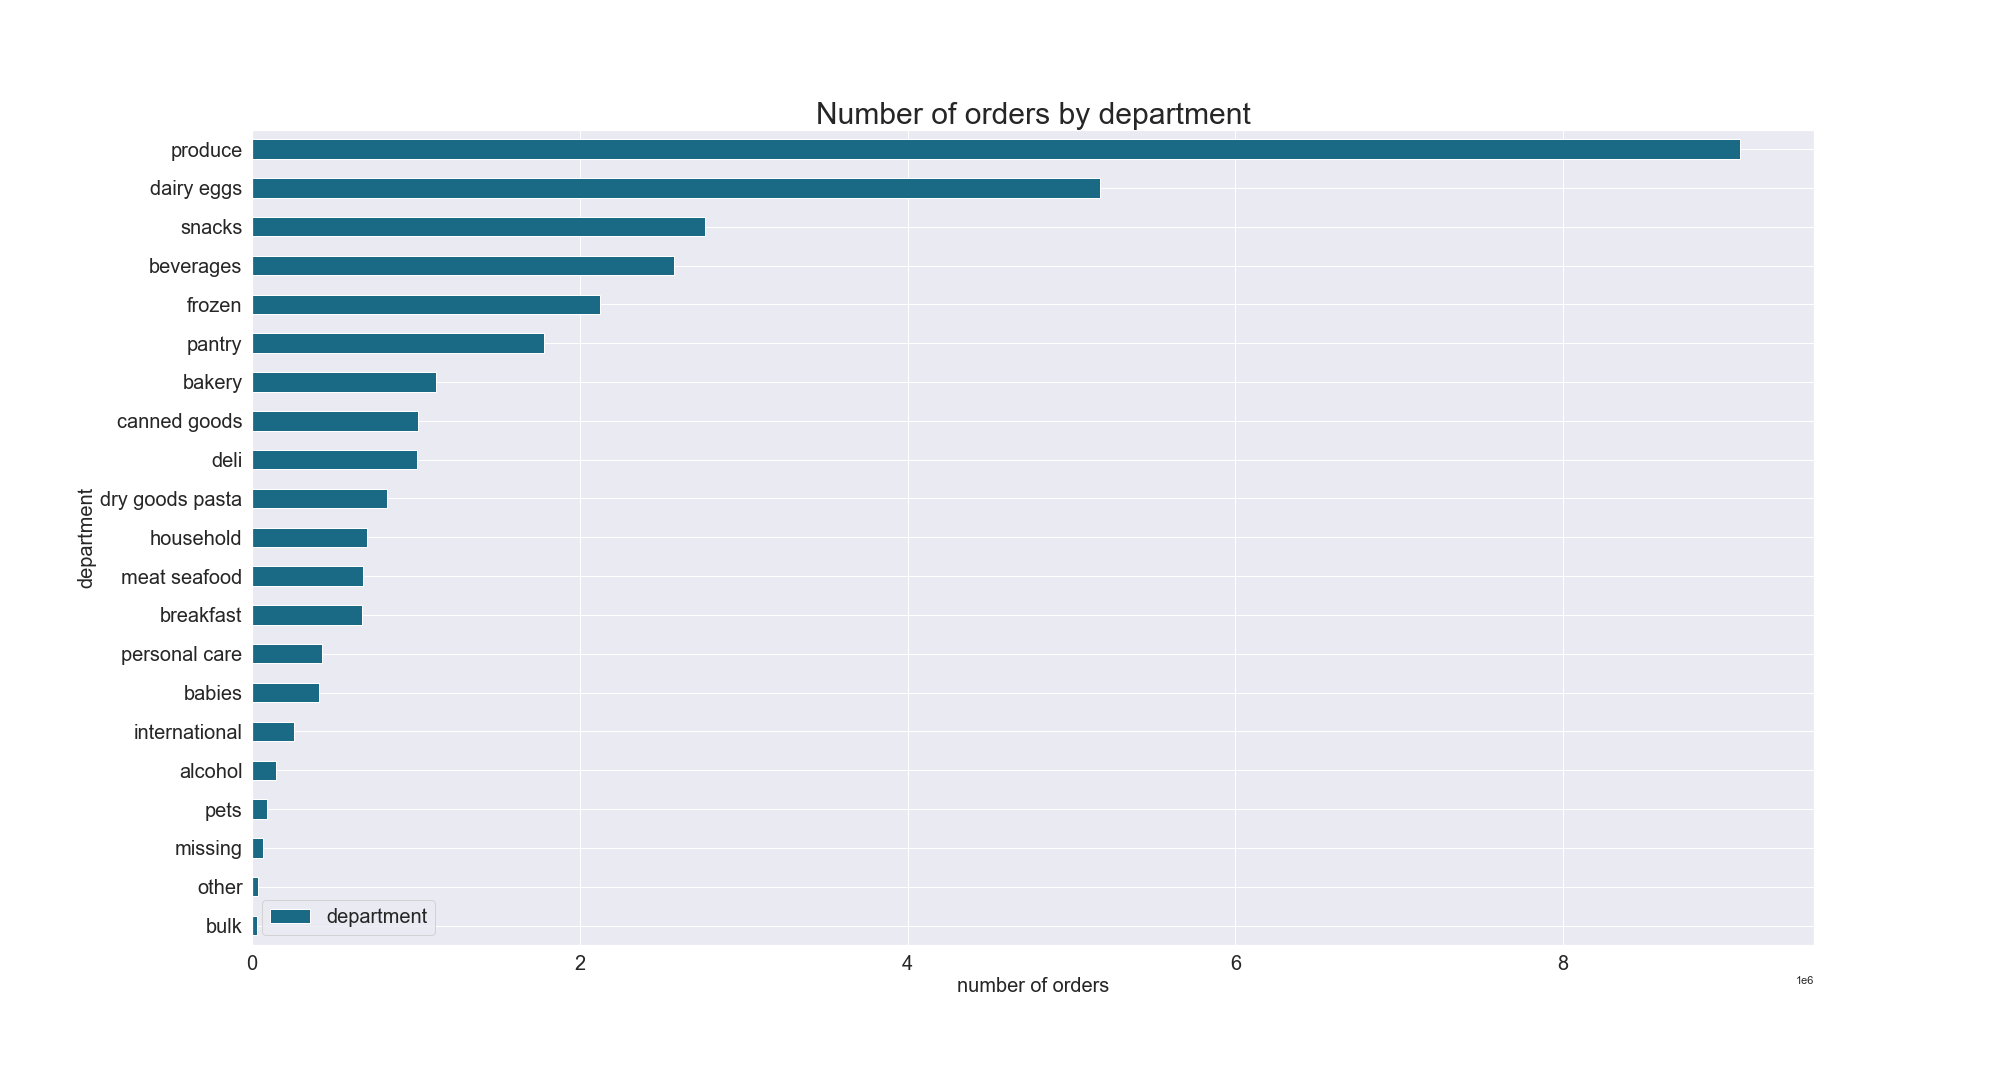 Number of orders by department
produce
dairy eggs
snacks
beverages
frozen
pantry
bakery
canned goods
deli
dry goods pasta
household
meat seafood
breakfast
personal care
babies
international
alcohol
pets
missing
other
bulk
department
department
0 2 4 6 8
1e6
number of orders